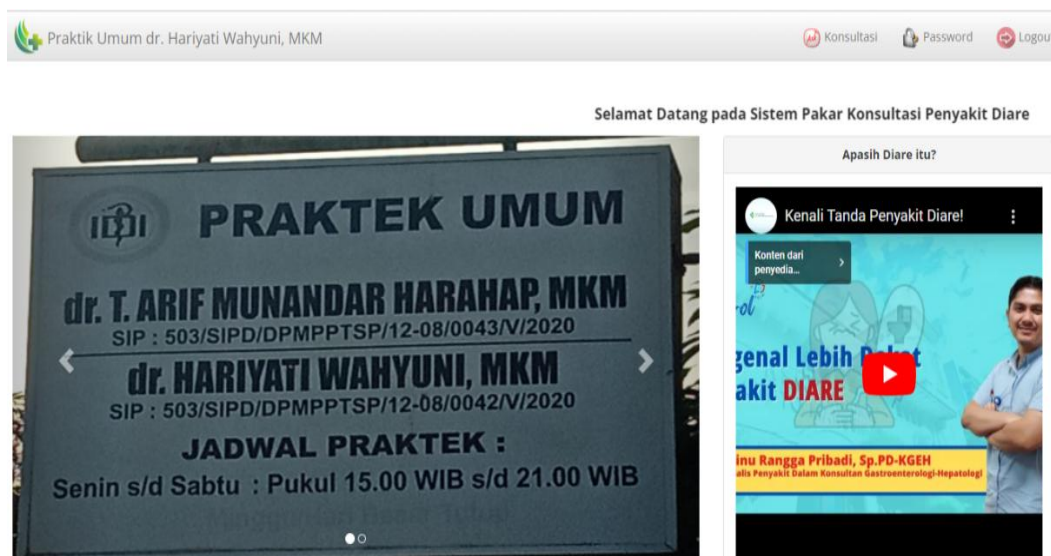 Praktik Umum dr. Hariyati Wahyuni, MKM
Konsultasi
Password
Logou
Selamat Datang pada Sistem Pakar Konsultasi Penyakit Diare
PRAKTEK UMUM
dr. T. ARIF MUNANDAR HARAHAP, MKM
SIP : 503/SIPD/DPMPPTSP/12-08/0043/V/2020
dr. HARIYATI WAHYUNI, MKM
SIP : 503/SIPD/DPMPPTSP/12-08/0042/V/2020
JADWAL PRAKTEK :
Senin s/d Sabtu : Pukul 15.00 WIB s/d 21.00 WIB
Apasih Diare itu?
Kenali Tanda Penyakit Diare!
Konten dari
penyedia...
genal Lebih
akit DIARE
inu Rangga Pribadi, Sp.PD-KGEH
alis Penyakit Dalam Konsultan Gastroenterologi-Hepatologi